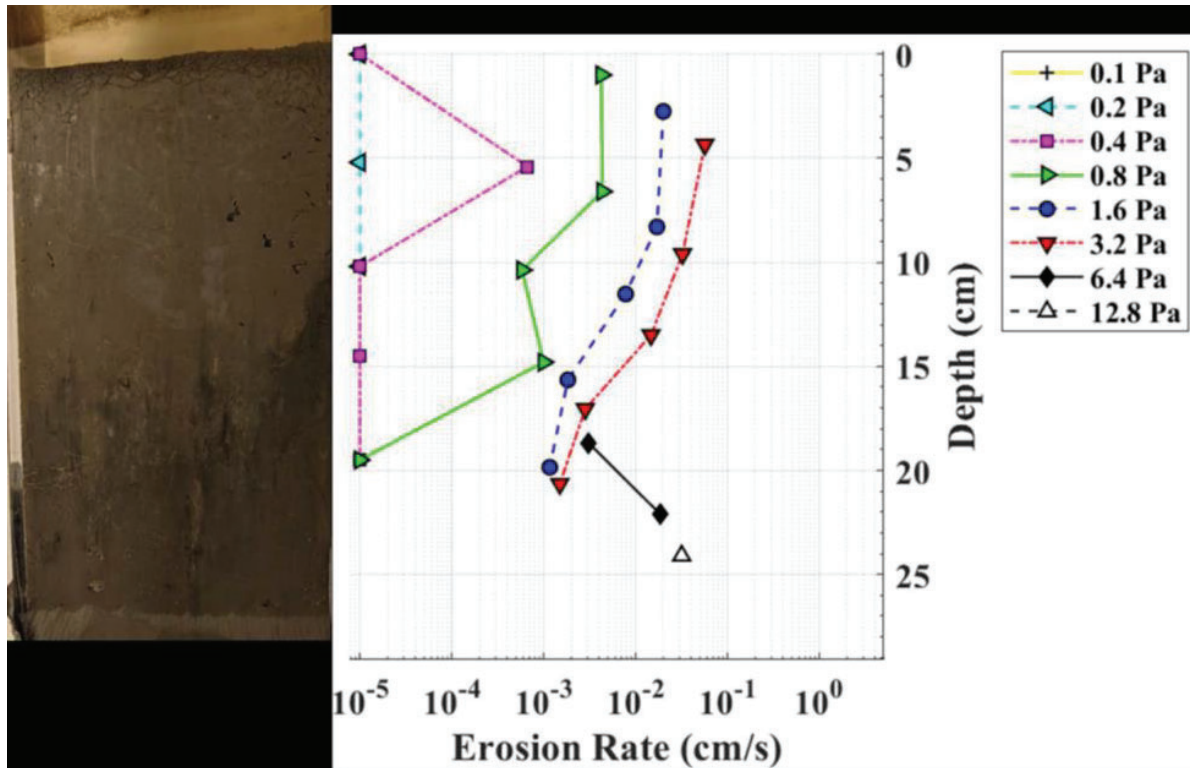 0
5
10
15
20
25
Depth (cm)
10⁻⁵ 10⁻⁴ 10⁻³ 10⁻² 10⁻¹ 10⁰
Erosion Rate (cm/s)
0.1 Pa
0.2 Pa
0.4 Pa
0.8 Pa
1.6 Pa
3.2 Pa
6.4 Pa
12.8 Pa